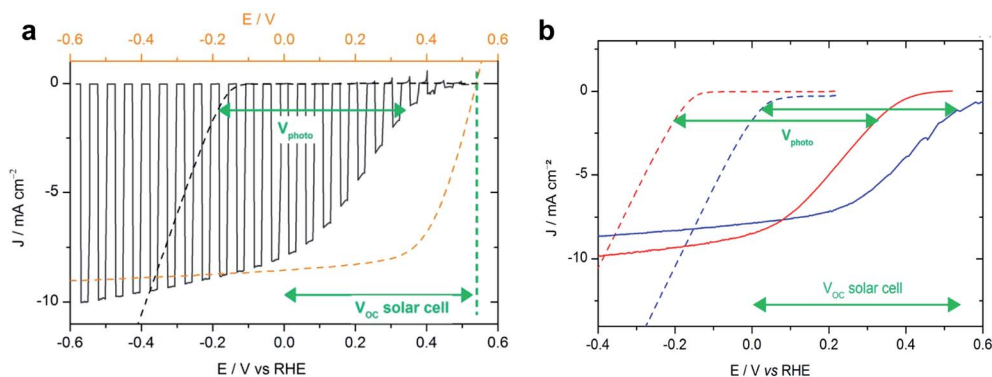 a
E / V
-0.6 -0.4 -0.2 0.0 0.2 0.4 0.6
0
-5
-10
J / mA cm⁻²
V_photo
V_OC solar cell
-0.6 -0.4 -0.2 0.0 0.2 0.4 0.6
E / V vs RHE
b
0
-5
-10
J / mA cm⁻²
V_photo
V_OC solar cell
-0.4 -0.2 0.0 0.2 0.4 0.6
E / V vs RHE